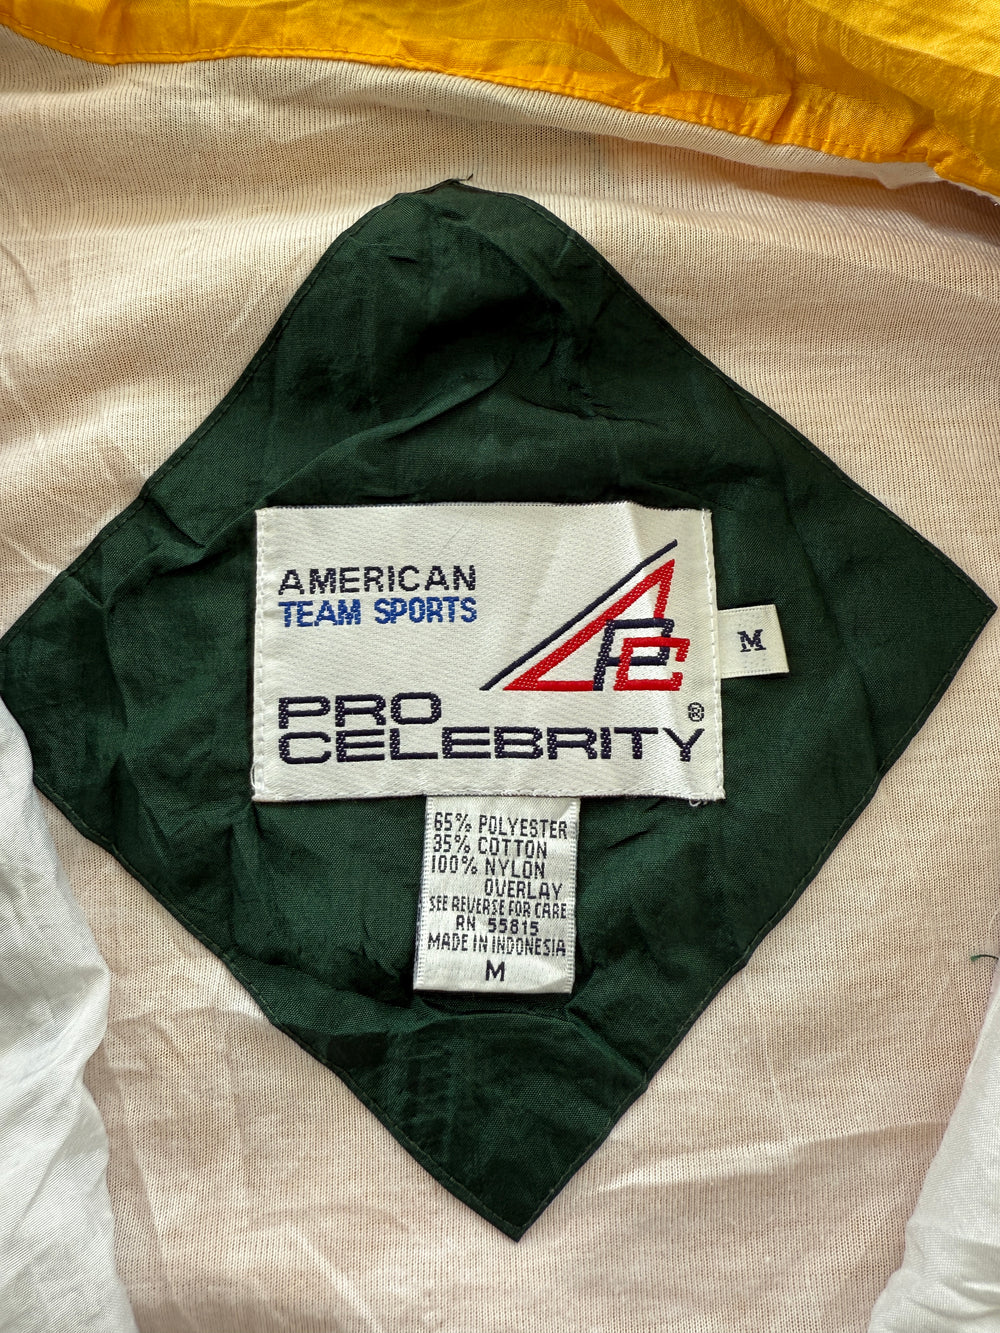 AMERICAN
TEAM SPORTS
APC
PRO
CELEBRITY®
M
65% POLYESTER
35% COTTON
100% NYLON
OVERLAY
SEE REVERSE FOR CARE
RN 55815
MADE IN INDONESIA
M